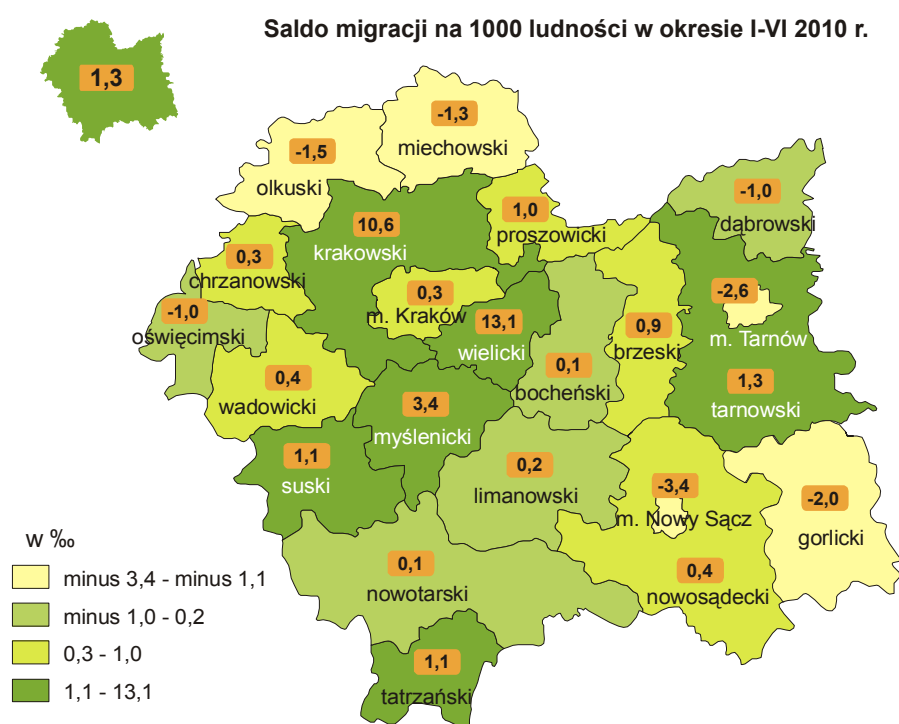 Saldo migracji na 1000 ludności w okresie I-VI 2010 r.
1,3
-1,3
miechowski
-1,5
olkuski
-1,0
dąbrowski
1,0
proszowicki
10,6
krakowski
0,3
chrzanowski
0,3
m. Kraków
-2,6
m. Tarnów
-1,0
oświęcimski
13,1
wielicki
0,9
brzeski
0,1
bocheński
0,4
wadowicki
1,3
tarnowski
3,4
myślenicki
1,1
suski
0,2
limanowski
-3,4
m. Nowy Sącz
-2,0
gorlicki
0,1
nowotarski
0,4
nowosądecki
1,1
tatrzański
w ‰
minus 3,4 - minus 1,1
minus 1,0 - 0,2
0,3 - 1,0
1,1 - 13,1